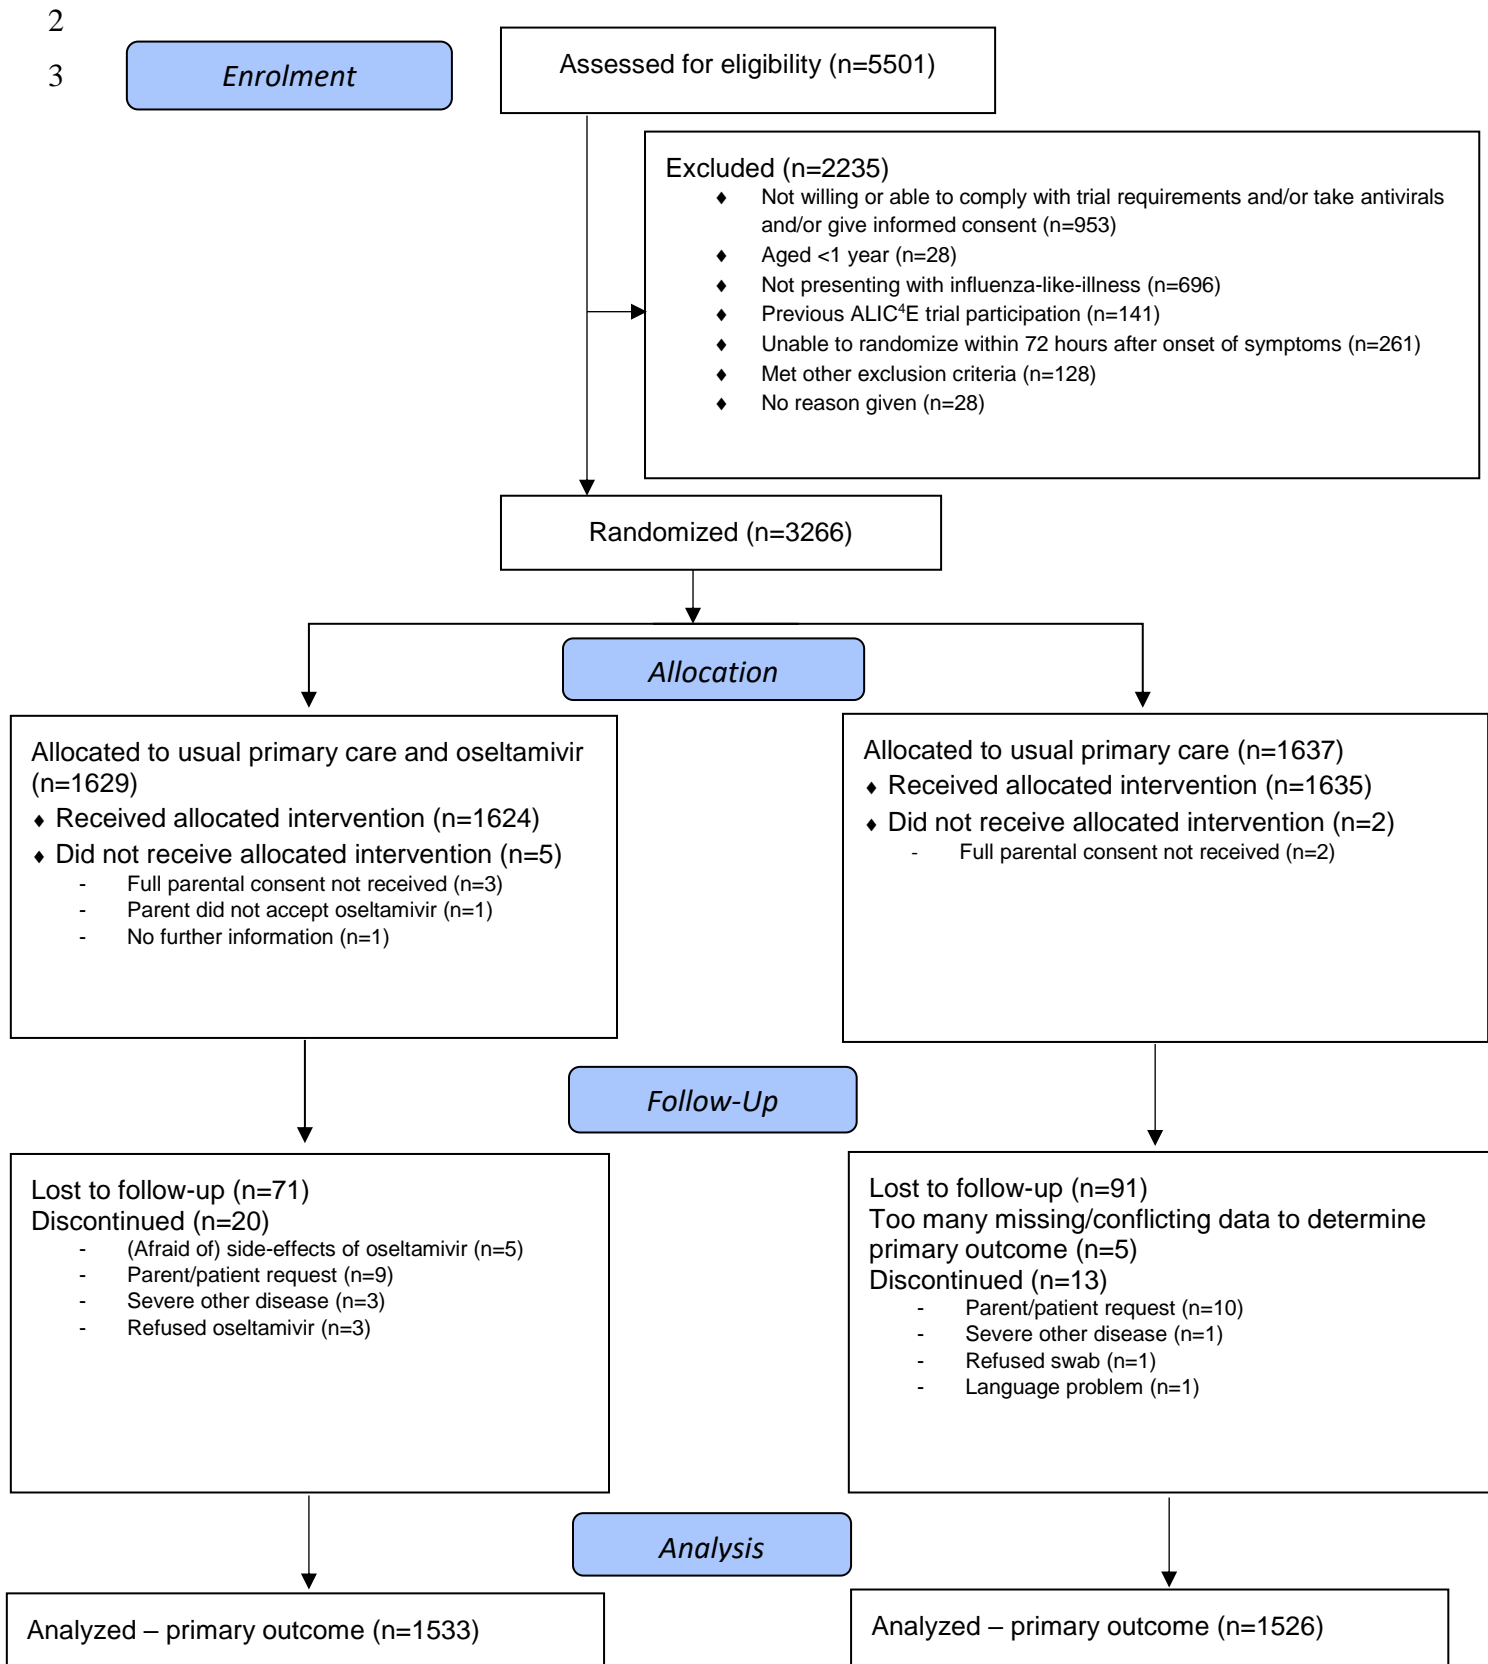 2
3
Enrolment
Assessed for eligibility (n=5501)
Excluded (n=2235)
♦ Not willing or able to comply with trial requirements and/or take antivirals
and/or give informed consent (n=953)
♦ Aged <1 year (n=28)
♦ Not presenting with influenza-like-illness (n=696)
♦ Previous ALIC⁴E trial participation (n=141)
♦ Unable to randomize within 72 hours after onset of symptoms (n=261)
♦ Met other exclusion criteria (n=128)
♦ No reason given (n=28)
Randomized (n=3266)
Allocation
Allocated to usual primary care and oseltamivir
(n=1629)
♦ Received allocated intervention (n=1624)
♦ Did not receive allocated intervention (n=5)
- Full parental consent not received (n=3)
- Parent did not accept oseltamivir (n=1)
- No further information (n=1)
Allocated to usual primary care (n=1637)
♦ Received allocated intervention (n=1635)
♦ Did not receive allocated intervention (n=2)
- Full parental consent not received (n=2)
Follow-Up
Lost to follow-up (n=71)
Discontinued (n=20)
- (Afraid of) side-effects of oseltamivir (n=5)
- Parent/patient request (n=9)
- Severe other disease (n=3)
- Refused oseltamivir (n=3)
Lost to follow-up (n=91)
Too many missing/conflicting data to determine
primary outcome (n=5)
Discontinued (n=13)
- Parent/patient request (n=10)
- Severe other disease (n=1)
- Refused swab (n=1)
- Language problem (n=1)
Analysis
Analyzed – primary outcome (n=1533)
Analyzed – primary outcome (n=1526)